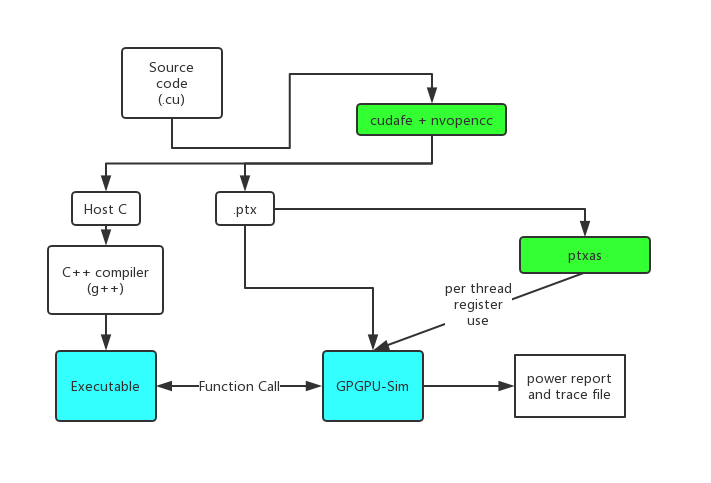 Source
code
(.cu)
cudafe + nvopencc
Host C
.ptx
C++ compiler
(g++)
ptxas
per thread
register
use
Executable
Function Call
GPGPU-Sim
power report
and trace file